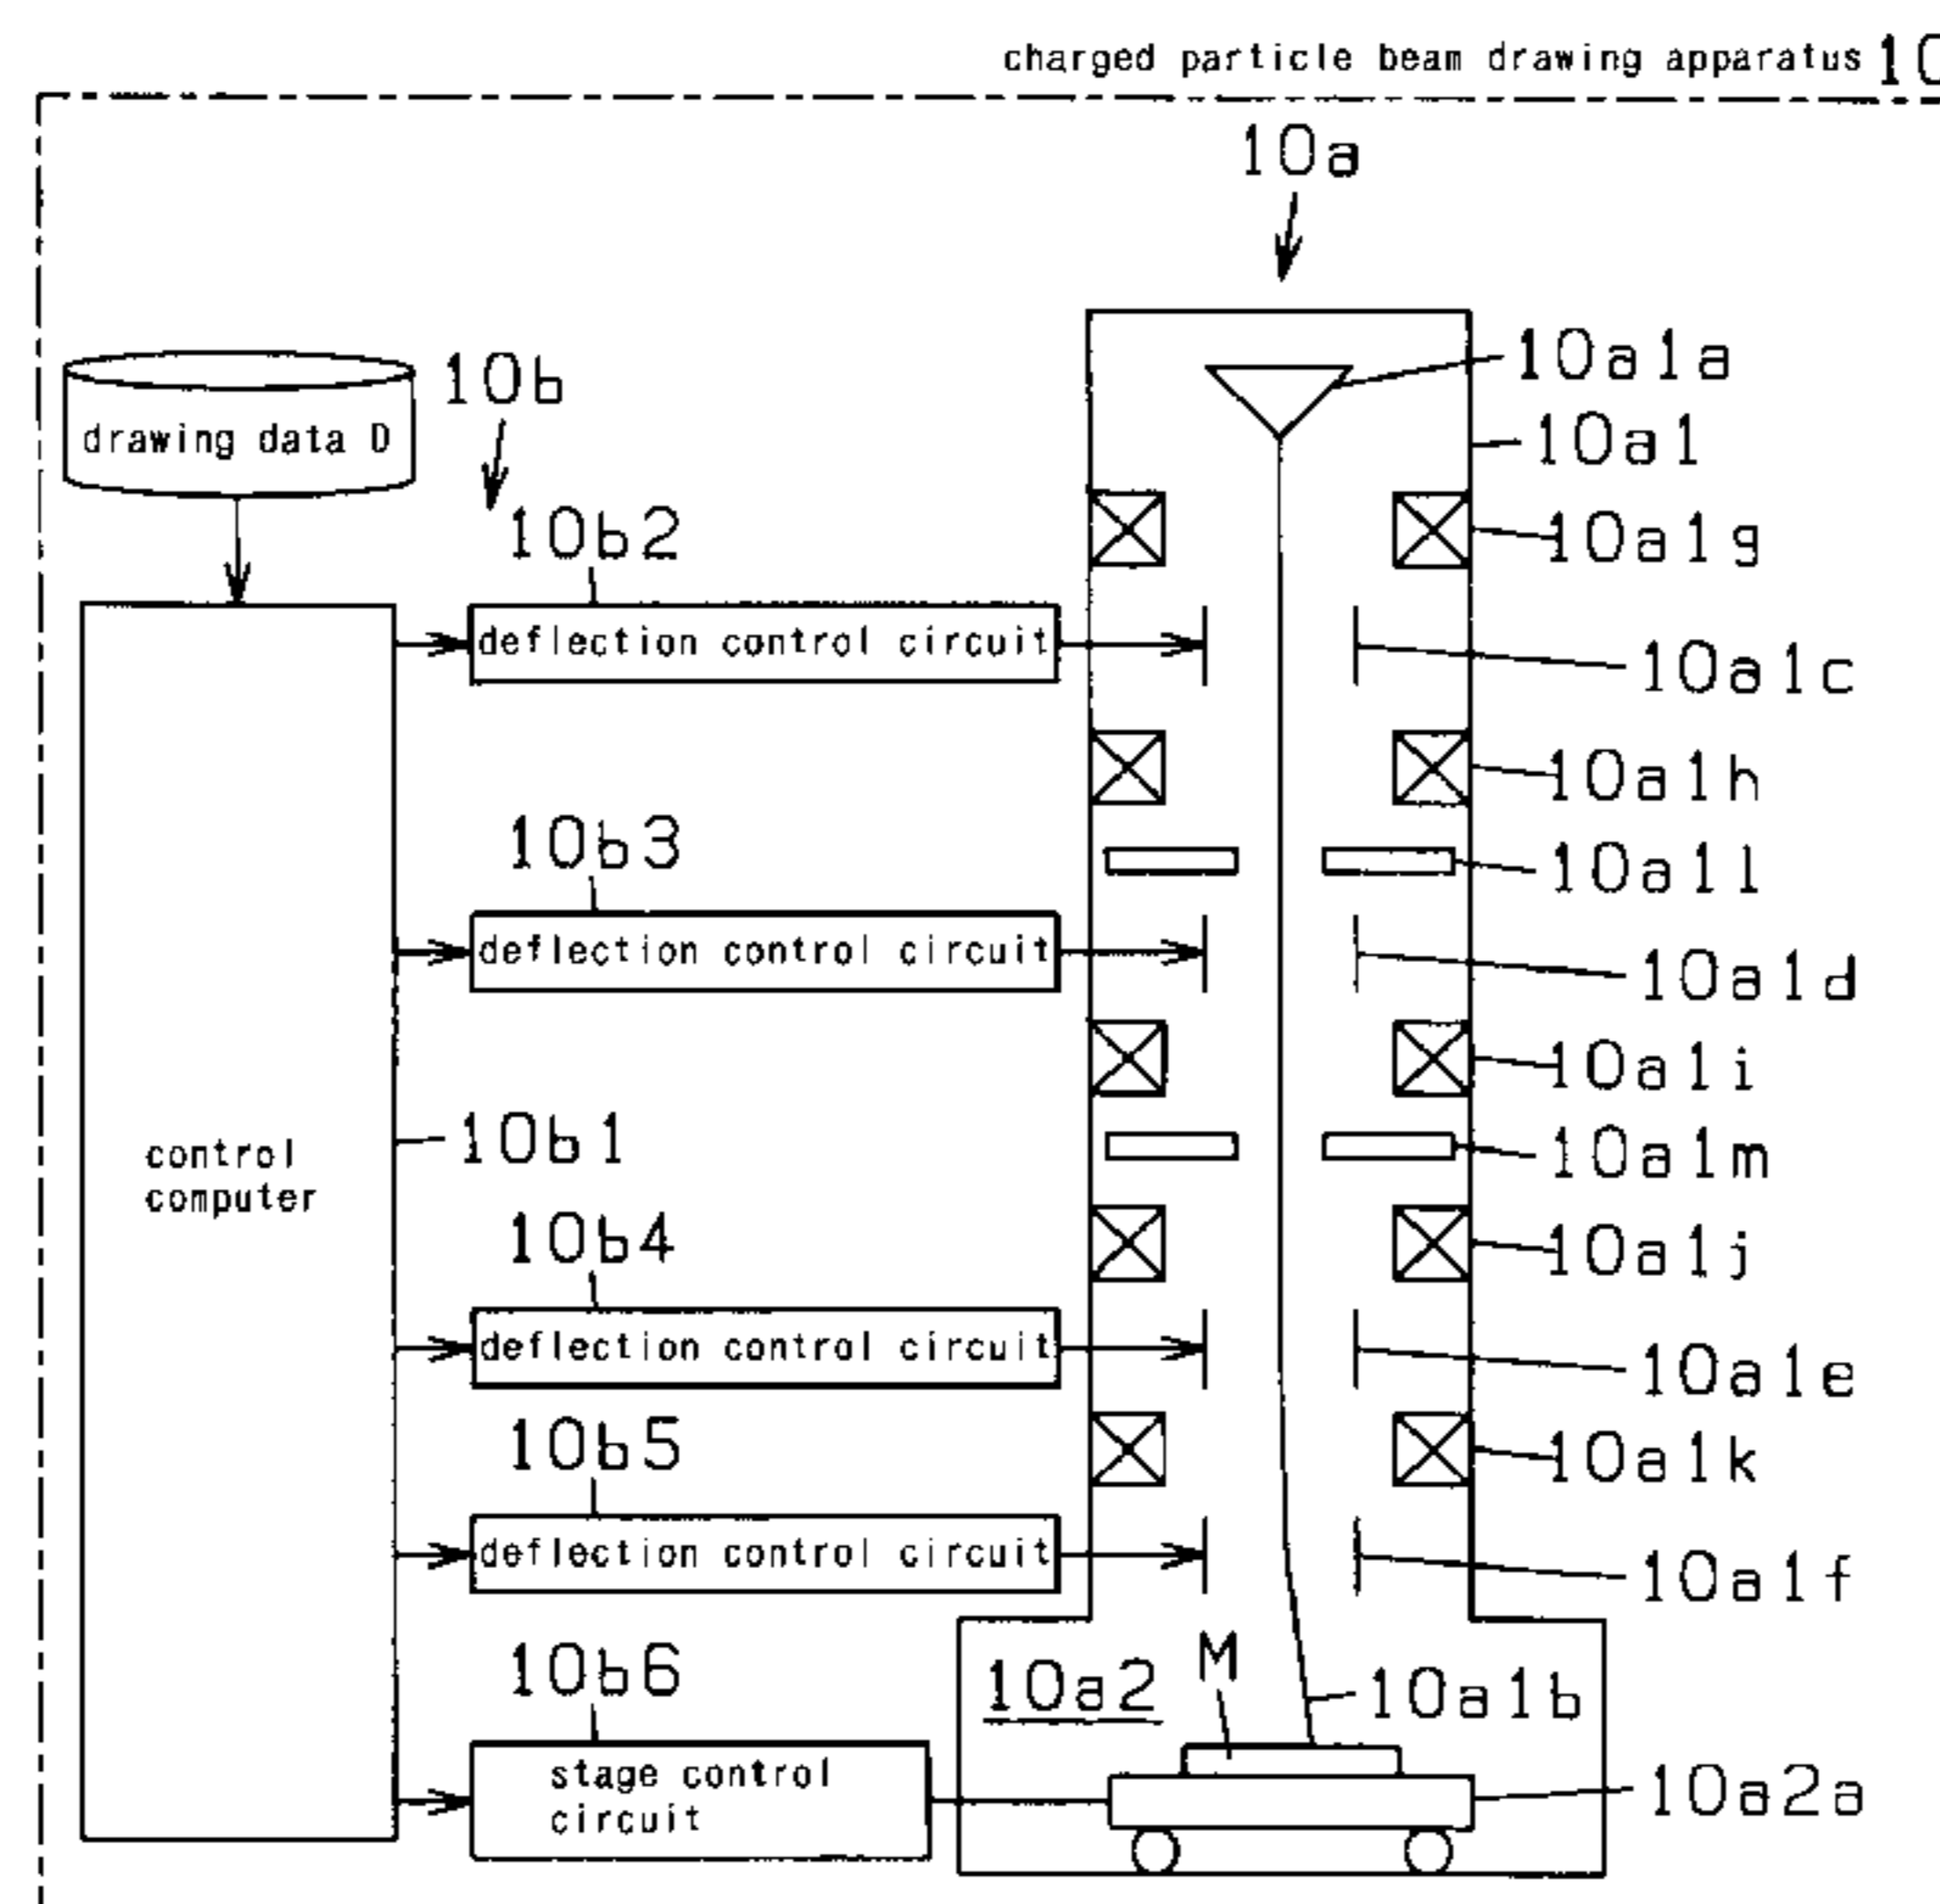 charged particle beam drawing apparatus 10
10a
10a1a
10b
drawing data D
10a1
10b2
10a1g
deflection control circuit
10a1c
10a1h
10b3
10a1l
deflection control circuit
10a1d
10a1i
10b1
control
computer
10a1m
10b4
10a1j
deflection control circuit
10a1e
10b5
10a1k
deflection control circuit
10a1f
10b6
10a2
M
10a1b
stage control
circuit
10a2a